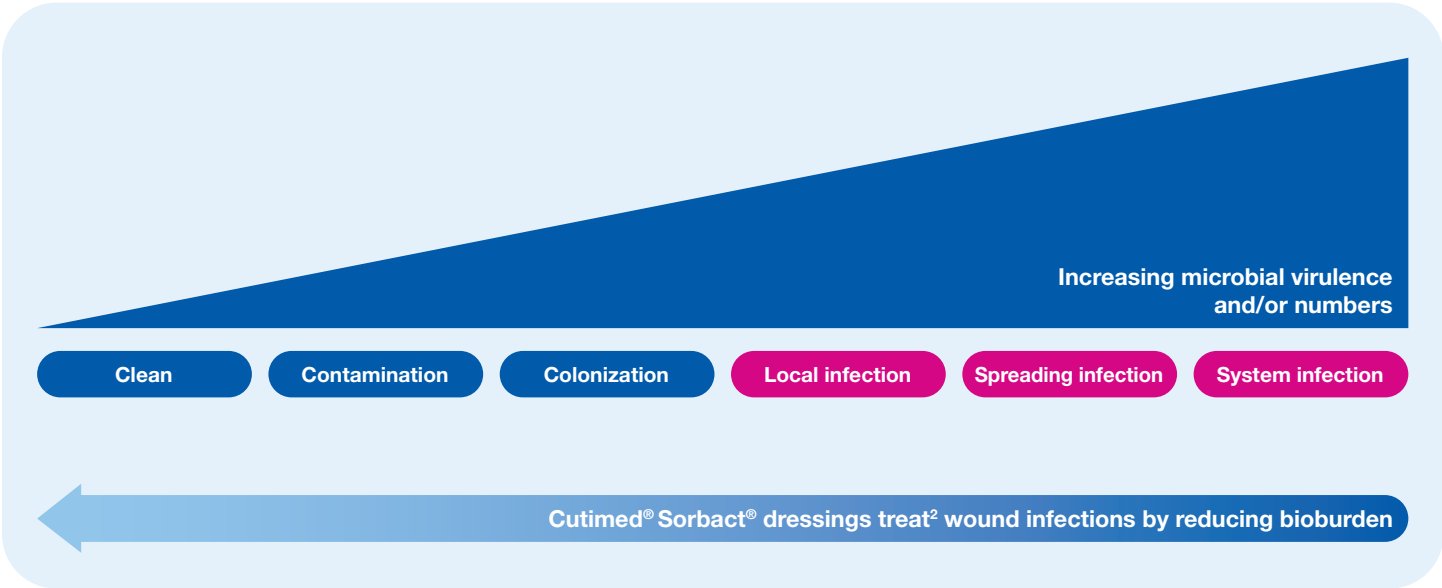 Increasing microbial virulence
and/or numbers
Clean
Contamination
Colonization
Local infection
Spreading infection
System infection
Cutimed® Sorbact® dressings treat² wound infections by reducing bioburden